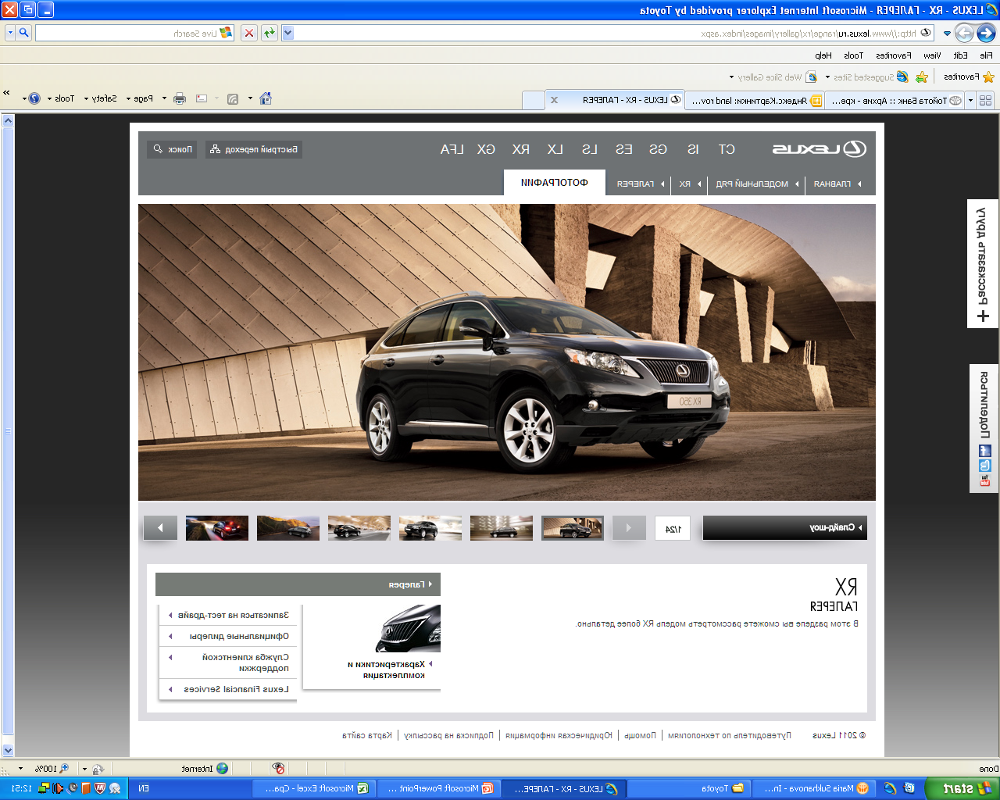 LEXUS - RX - ГАЛЕРЕЯ - Microsoft Internet Explorer provided by Toyota
http://www.lexus.ru/range/rx/gallery/images/index.aspx
Live Search
File Edit View Favorites Tools Help
Favorites Suggested Sites Web Slice Gallery
Тойота Банк :: Архив - кре...
Яндекс.Картинки: land rov...
LEXUS - RX - ГАЛЕРЕЯ
Page Safety Tools
LEXUS CT IS GS ES LS LX RX GX LFA
Быстрый переход
Поиск
ГЛАВНАЯ МОДЕЛЬНЫЙ РЯД RX ГАЛЕРЕЯ ФОТОГРАФИИ
Рассказать другу
Поделиться
You Tube
RX 350
Слайд-шоу
1/24
RX
ГАЛЕРЕЯ
В этом разделе вы сможете рассмотреть модель RX более детально.
Галерея
Характеристики и
комплектация
Записаться на тест-драйв
Официальные дилеры
Служба клиентской
поддержки
Lexus Financial Services
© 2011 Lexus Путеводитель по технологиям Помощь Юридическая информация Подписка на рассылку Карта сайта
Done Internet 100%
start
Maria Sukhanova - In...
Toyota
LEXUS - RX - ГАЛЕРЕ...
Microsoft PowerPoint ...
Microsoft Excel - Сра...
EN
12:51